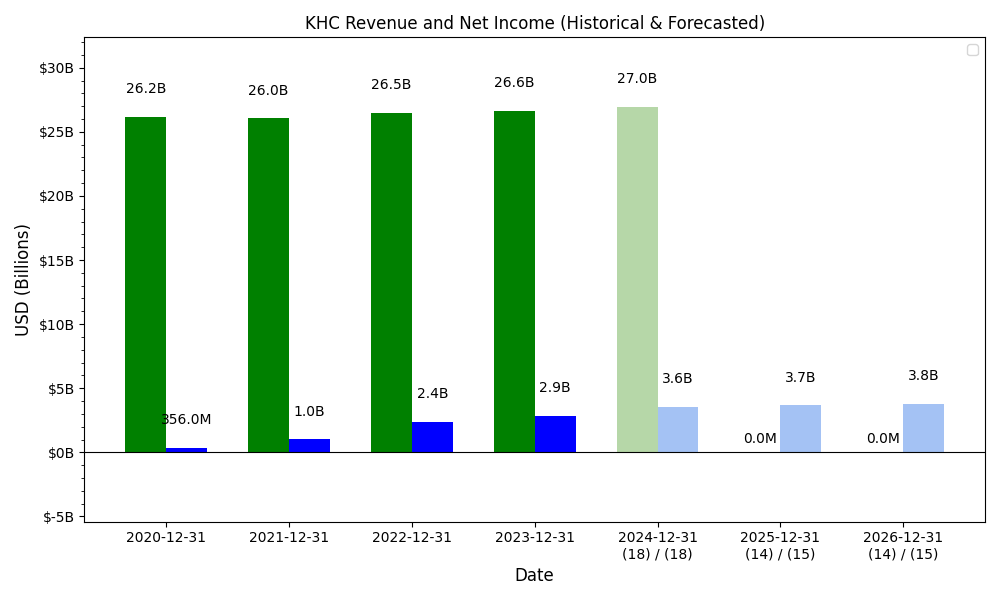 KHC Revenue and Net Income (Historical & Forecasted)
$30B
$25B
$20B
$15B
$10B
$5B
$0B
$-5B
USD (Billions)
26.2B
26.0B
26.5B
26.6B
27.0B
356.0M
1.0B
2.4B
2.9B
3.6B
0.0M
3.7B
0.0M
3.8B
2020-12-31
2021-12-31
2022-12-31
2023-12-31
2024-12-31
(18) / (18)
2025-12-31
(14) / (15)
2026-12-31
(14) / (15)
Date